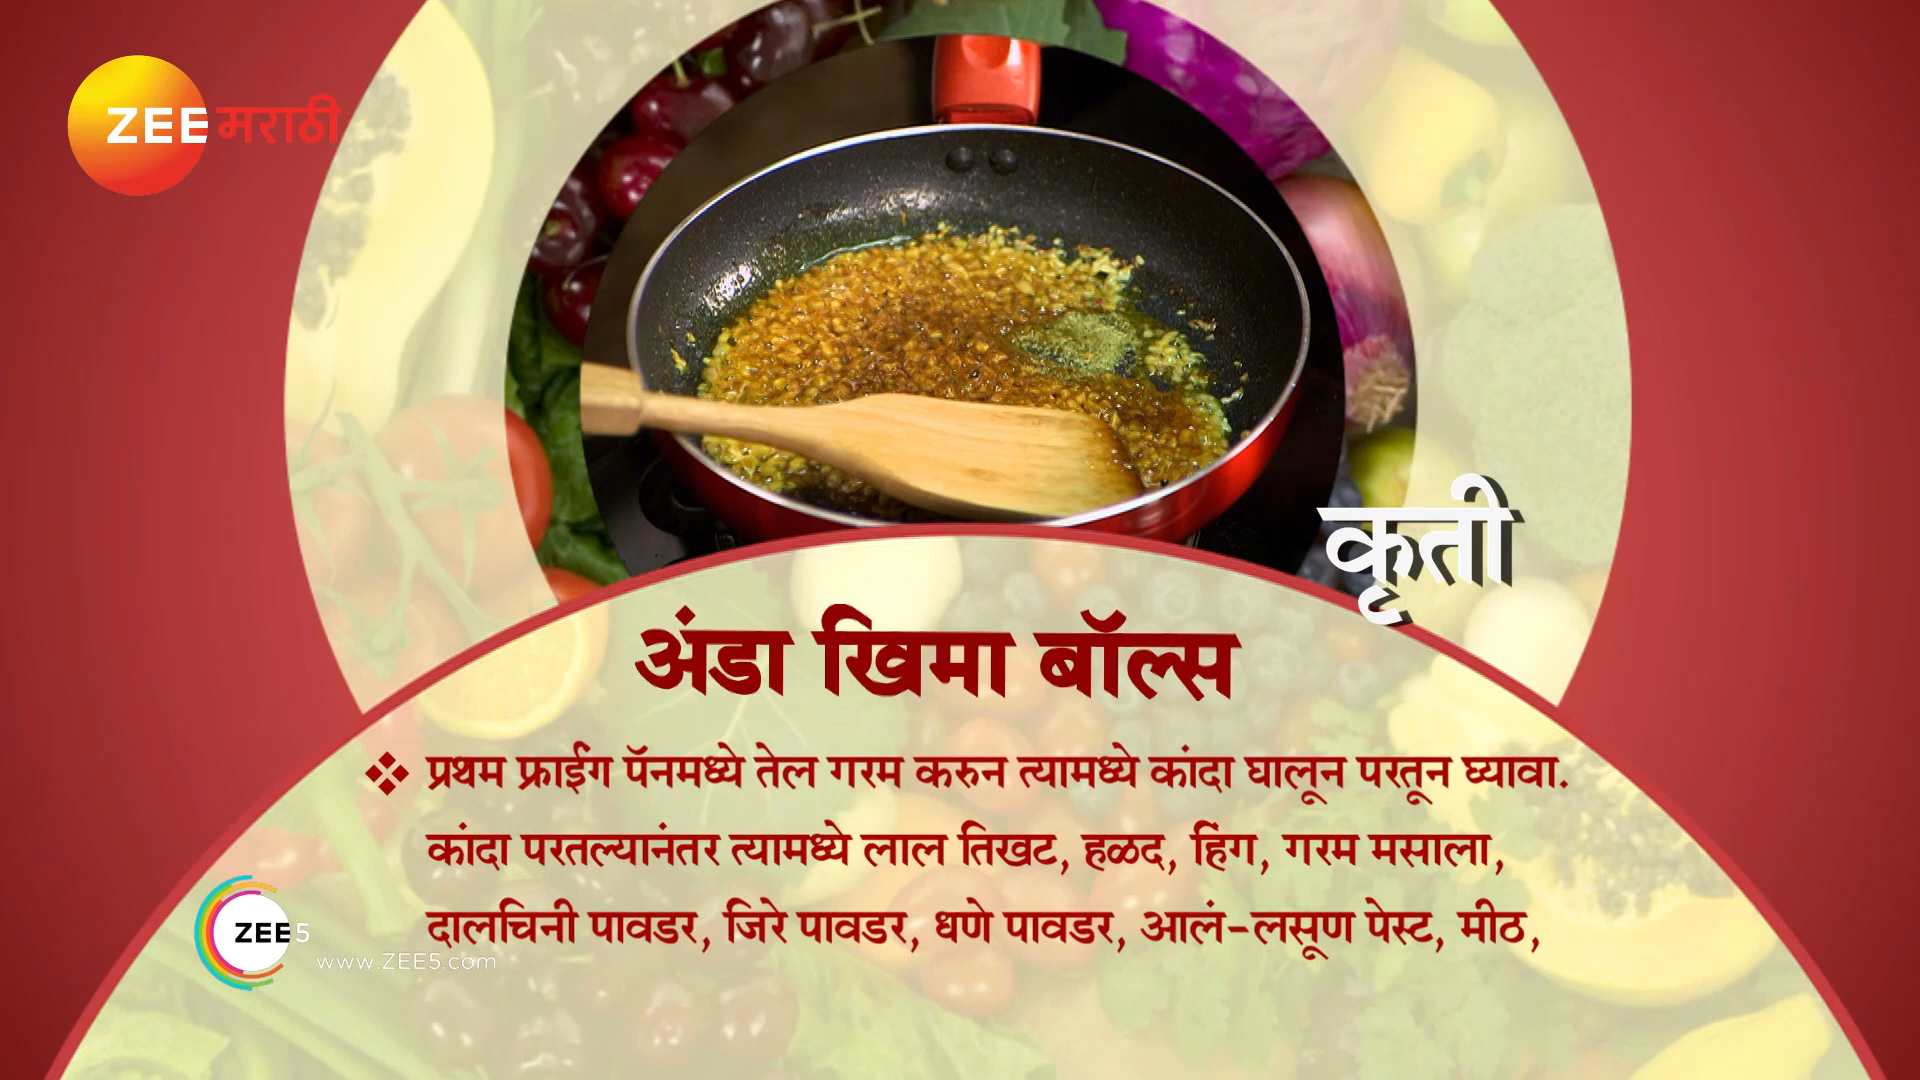 ZEE मराठी
कृती
अंडा खिमा बॉल्स
❖ प्रथम फ्राईंग पॅनमध्ये तेल गरम करुन त्यामध्ये कांदा घालून परतून घ्यावा.
कांदा परतल्यानंतर त्यामध्ये लाल तिखट, हळद, हिंग, गरम मसाला,
दालचिनी पावडर, जिरे पावडर, धणे पावडर, आलं-लसूण पेस्ट, मीठ,
ZEE5
www.ZEE5.com